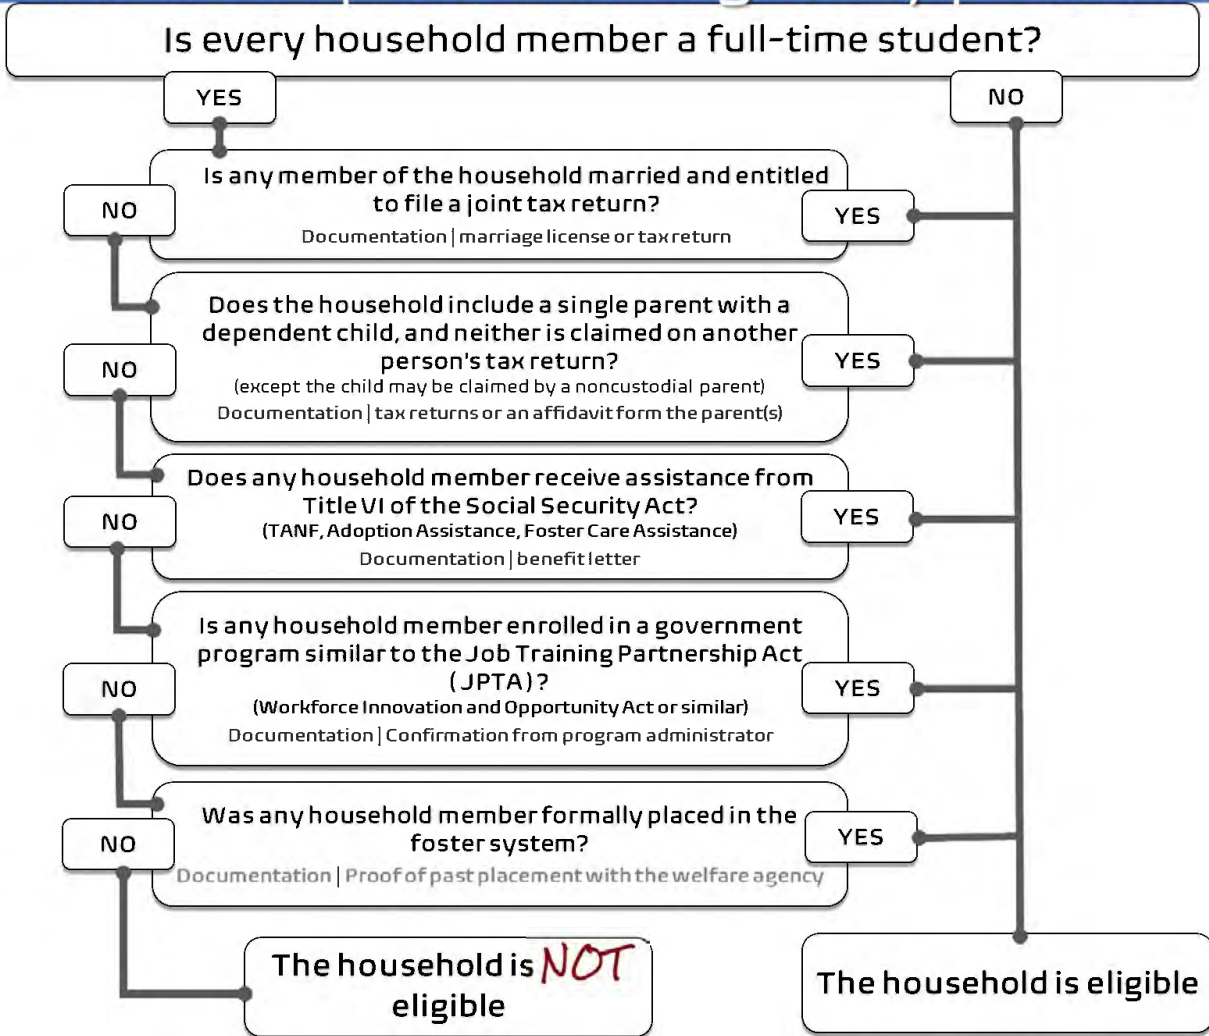 Is every household member a full-time student?
YES
NO
Is any member of the household married and entitled
to file a joint tax return?
Documentation | marriage license or tax return
NO
YES
Does the household include a single parent with a
dependent child, and neither is claimed on another
person's tax return?
(except the child may be claimed by a noncustodial parent)
Documentation | tax returns or an affidavit form the parent(s)
NO
YES
Does any household member receive assistance from
Title VI of the Social Security Act?
(TANF, Adoption Assistance, Foster Care Assistance)
Documentation | benefit letter
NO
YES
Is any household member enrolled in a government
program similar to the Job Training Partnership Act
(JPTA)?
(Workforce Innovation and Opportunity Act or similar)
Documentation | Confirmation from program administrator
NO
YES
Was any household member formally placed in the
foster system?
Documentation | Proof of past placement with the welfare agency
NO
YES
The household is NOT
eligible
The household is eligible